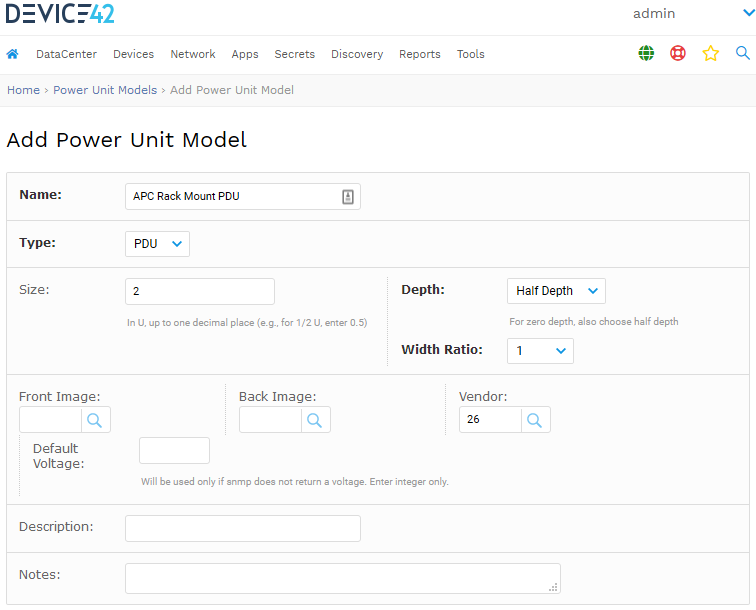 DEVICE42
admin
DataCenter Devices Network Apps Secrets Discovery Reports Tools
Home › Power Unit Models › Add Power Unit Model
Add Power Unit Model
Name: APC Rack Mount PDU
Type: PDU
Size: 2
In U, up to one decimal place (e.g., for 1/2 U, enter 0.5)
Depth: Half Depth
For zero depth, also choose half depth
Width Ratio: 1
Front Image:
Back Image:
Vendor:
26
Default
Voltage:
Will be used only if snmp does not return a voltage. Enter integer only.
Description:
Notes: